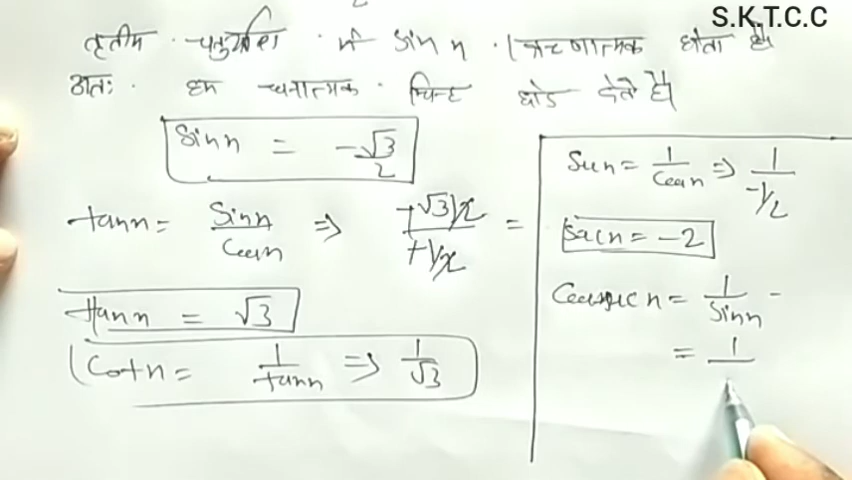 S.K.T.C.C
तृतीय चतुर्थांश में sin n ऋणात्मक होता है।
अतः हम धनात्मक चिन्ह छोड़ देते है।
Sin n = -√3/2
tan n = Sin n/Cos n ⇒ -√3/2 / +1/2 =
tan n = √3
Cot n = 1/tan n ⇒ 1/√3
Sec n = 1/Cos n ⇒ 1/-1/2
Sec n = -2
Cosec n = 1/Sin n -
= 1